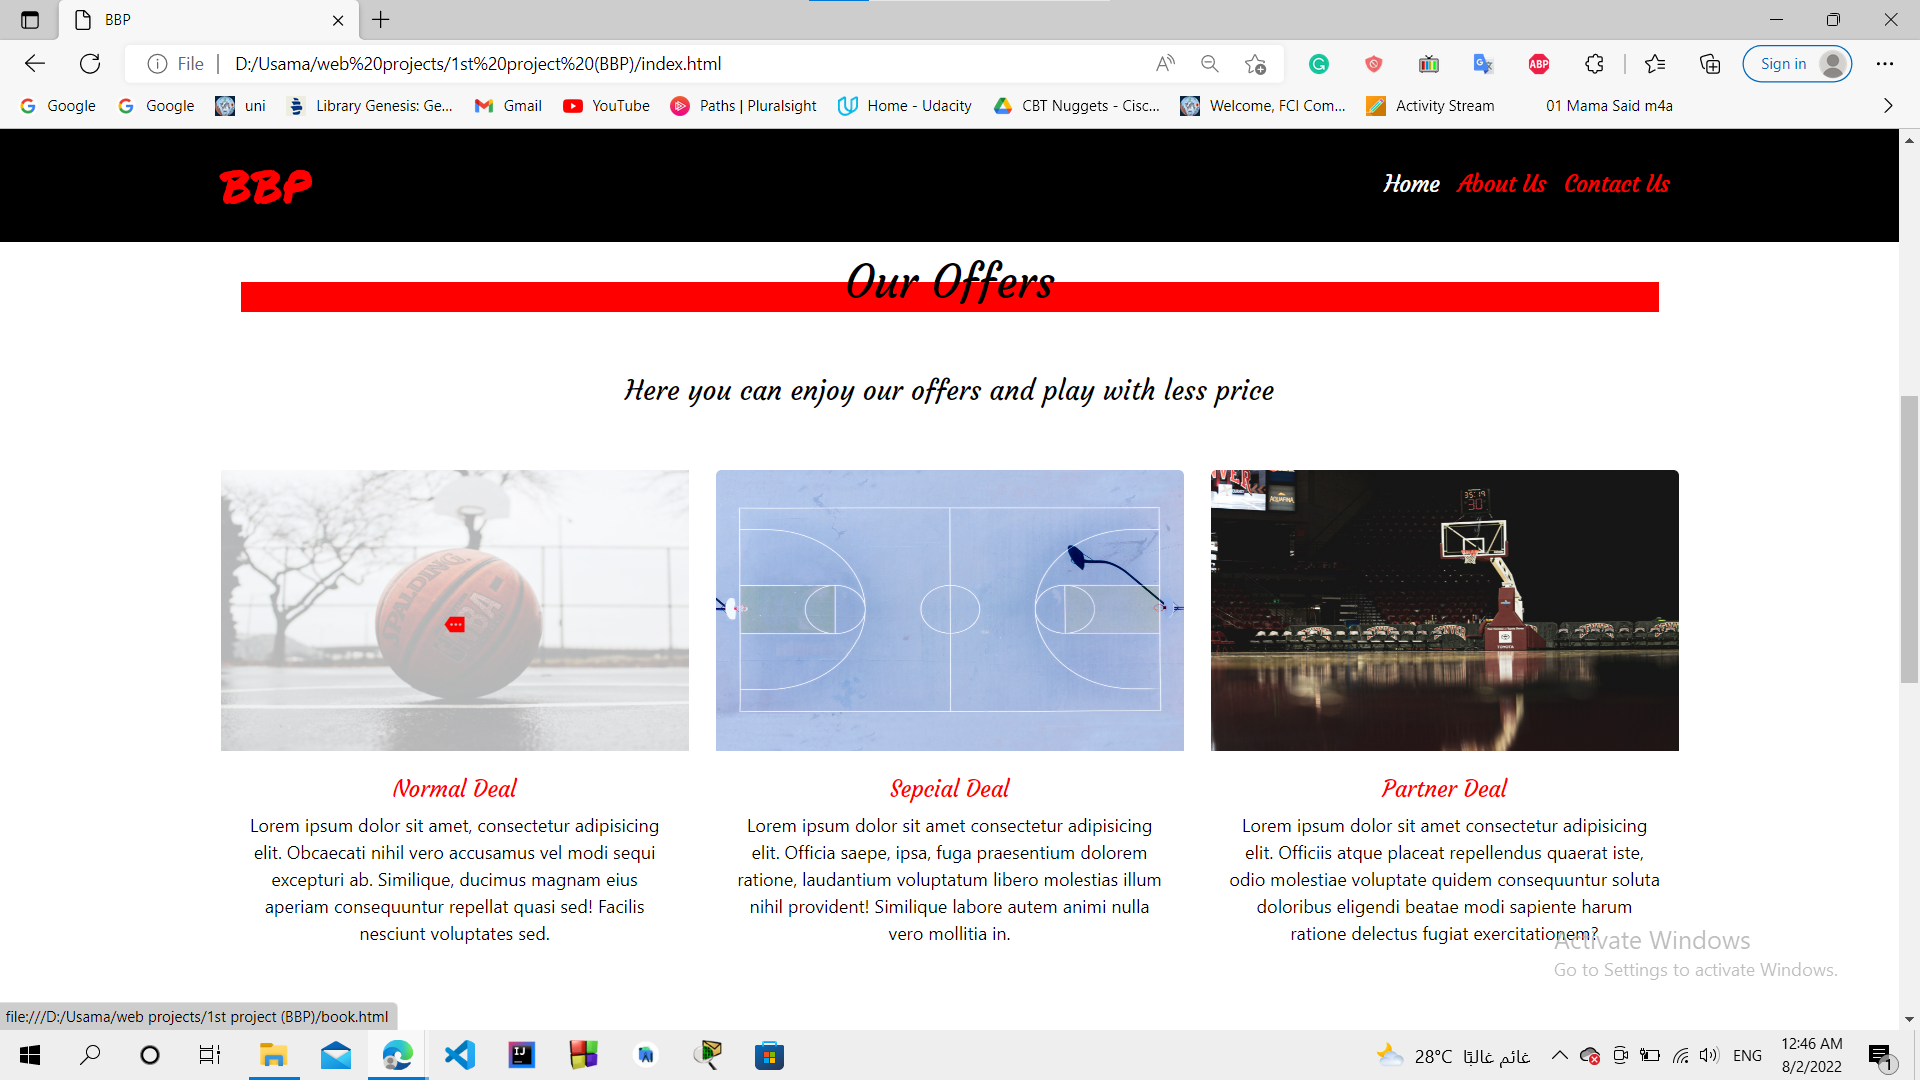 BBP
File
D:/Usama/web%20projects/1st%20project%20(BBP)/index.html
ABP
Sign in
Google
Google
uni
Library Genesis: Ge...
Gmail
YouTube
Paths | Pluralsight
Home - Udacity
CBT Nuggets - Cisc...
Welcome, FCI Com...
Activity Stream
01 Mama Said m4a
BBP
Home
About Us
Contact Us
Our Offers
Here you can enjoy our offers and play with less price
SPALDING
AQUAFINA
35:19
30
TOYOTA
Normal Deal
Lorem ipsum dolor sit amet, consectetur adipisicing
elit. Obcaecati nihil vero accusamus vel modi sequi
excepturi ab. Similique, ducimus magnam eius
aperiam consequuntur repellat quasi sed! Facilis
nesciunt voluptates sed.
Sepcial Deal
Lorem ipsum dolor sit amet consectetur adipisicing
elit. Officia saepe, ipsa, fuga praesentium dolorem
ratione, laudantium voluptatum libero molestias illum
nihil provident! Similique labore autem animi nulla
vero mollitia in.
Partner Deal
Lorem ipsum dolor sit amet consectetur adipisicing
elit. Officiis atque placeat repellendus quaerat iste,
odio molestiae voluptate quidem consequuntur soluta
doloribus eligendi beatae modi sapiente harum
ratione delectus fugiat exercitationem?
Activate Windows
Go to Settings to activate Windows.
file:///D:/Usama/web projects/1st project (BBP)/book.html
28°C غائم غالبًا
ENG
12:46 AM
8/2/2022
1